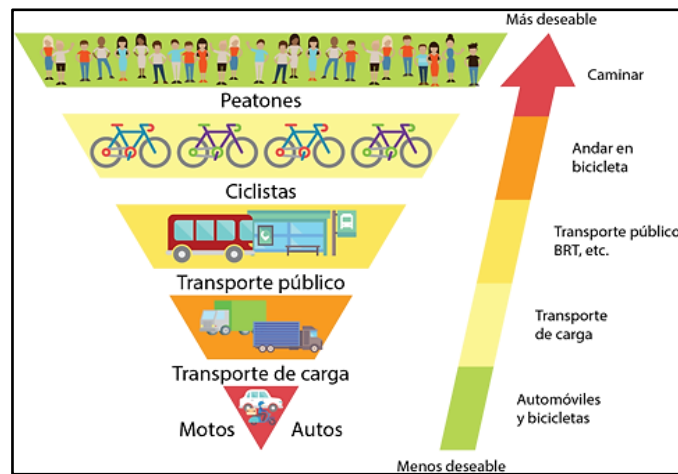 Más deseable
Peatones
Caminar
Ciclistas
Andar en
bicicleta
Transporte público
Transporte público
BRT, etc.
Transporte de carga
Transporte
de carga
Motos Autos
Automóviles
y bicicletas
Menos deseable